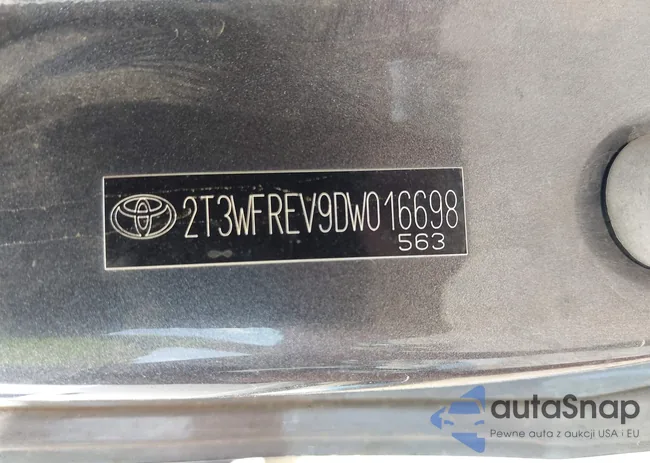 2T3WFREV9DW016698
563
autaSnap
Pewne auta z aukcji USA i EU